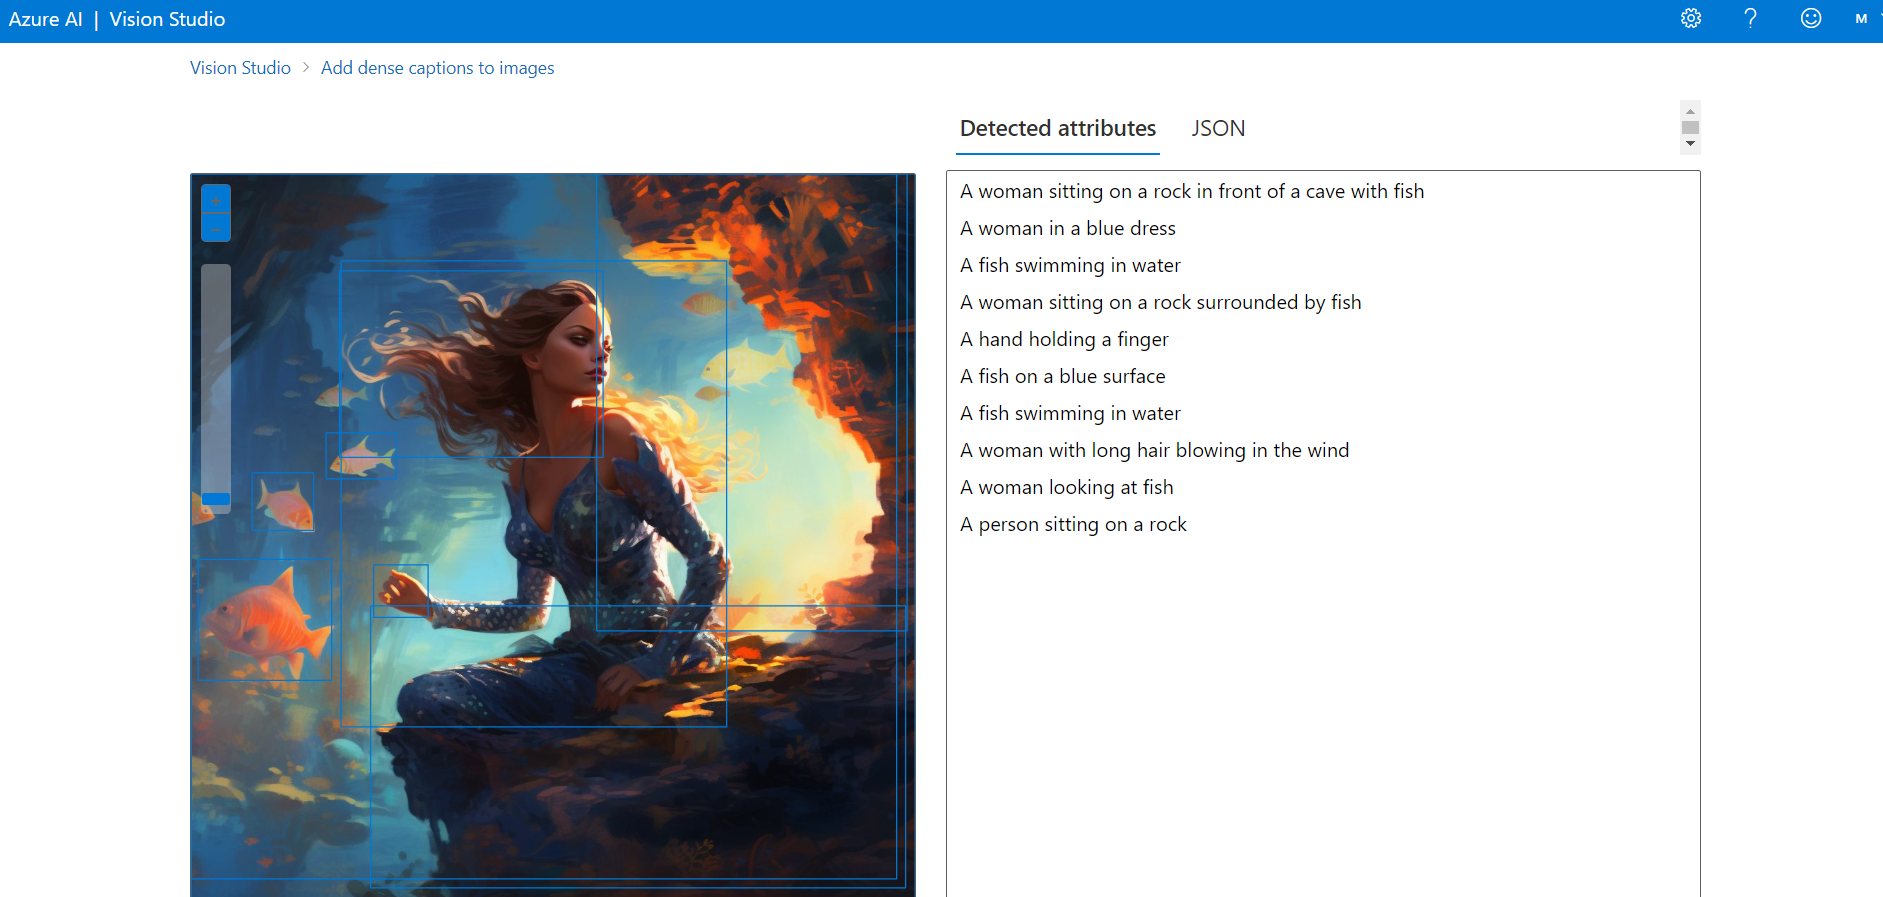 Azure AI | Vision Studio
M
Vision Studio > Add dense captions to images
Detected attributes JSON
+
−
A woman sitting on a rock in front of a cave with fish
A woman in a blue dress
A fish swimming in water
A woman sitting on a rock surrounded by fish
A hand holding a finger
A fish on a blue surface
A fish swimming in water
A woman with long hair blowing in the wind
A woman looking at fish
A person sitting on a rock